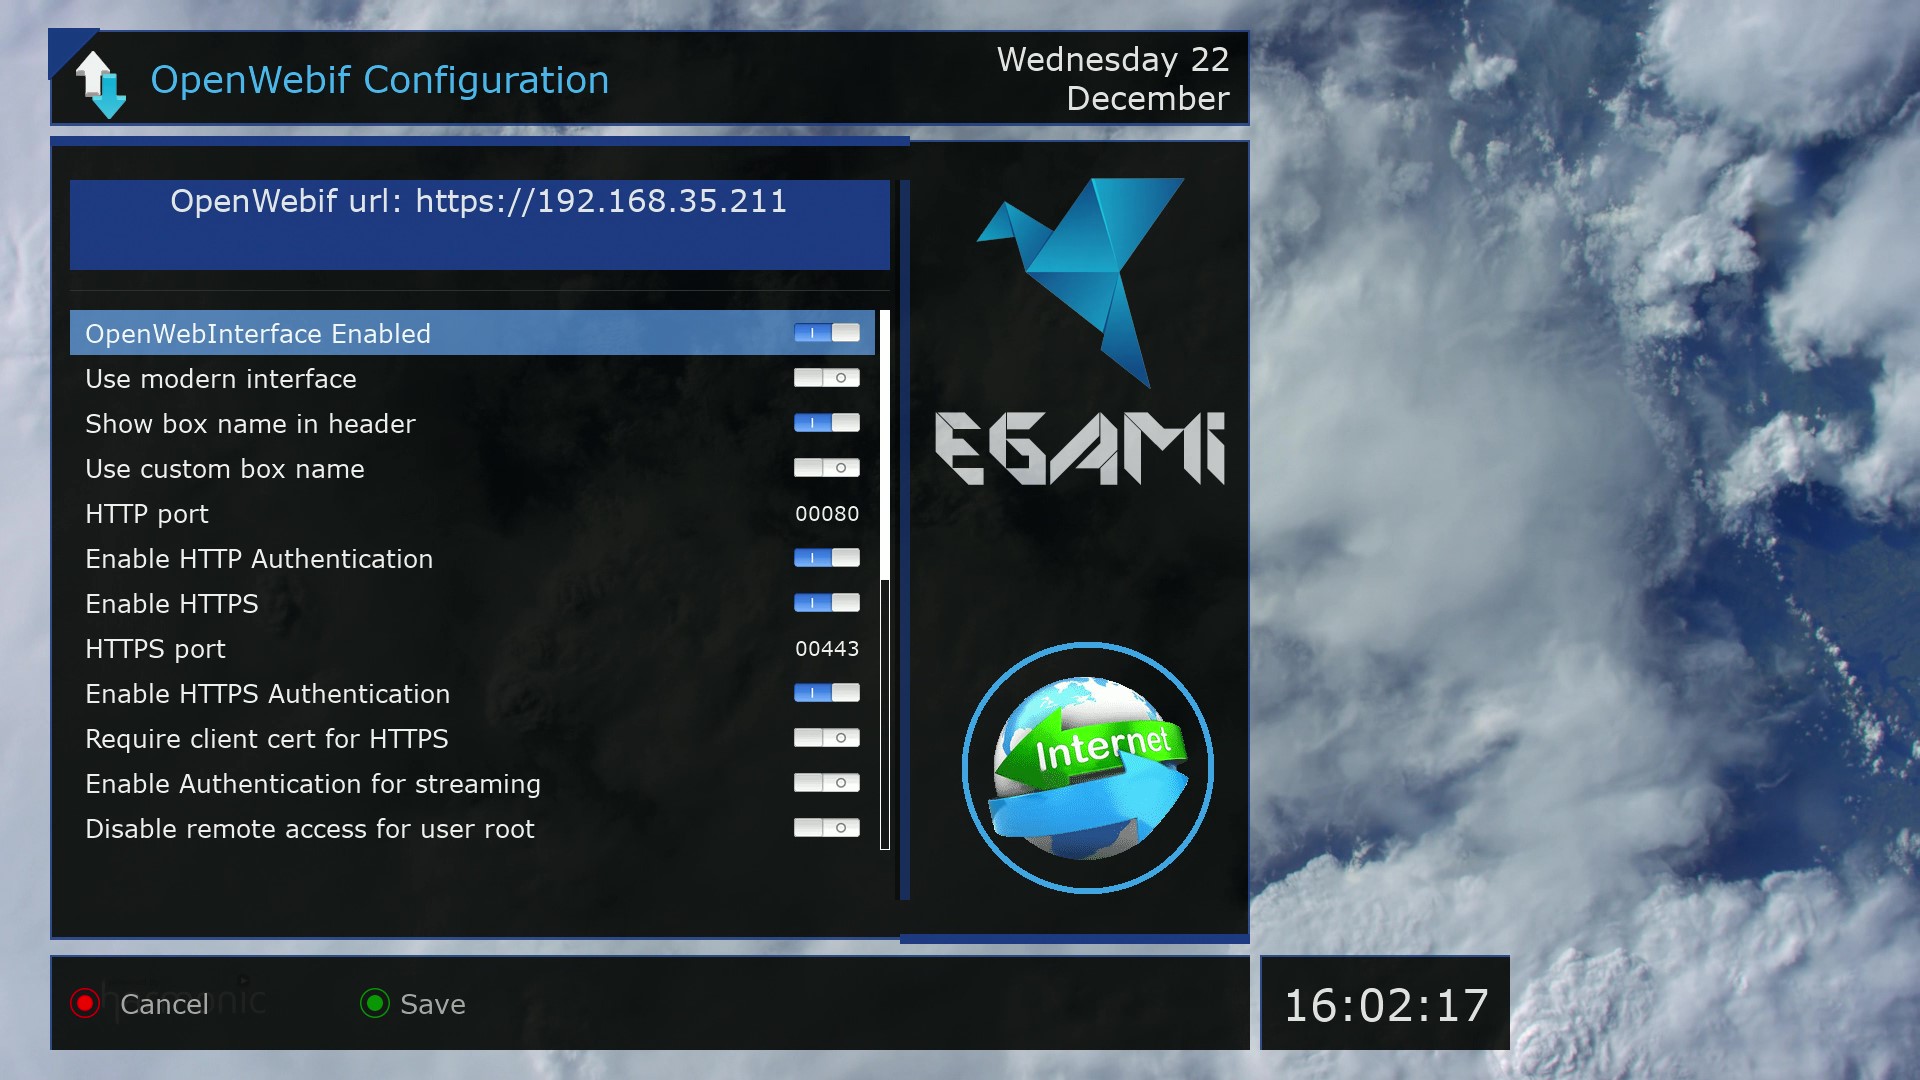 OpenWebif Configuration
Wednesday 22
December
OpenWebif url: https://192.168.35.211
OpenWebInterface Enabled
Use modern interface
Show box name in header
Use custom box name
HTTP port 00080
Enable HTTP Authentication
Enable HTTPS
HTTPS port 00443
Enable HTTPS Authentication
Require client cert for HTTPS
Enable Authentication for streaming
Disable remote access for user root
EGAMI
Internet
harmonic
Cancel
Save
16:02:17